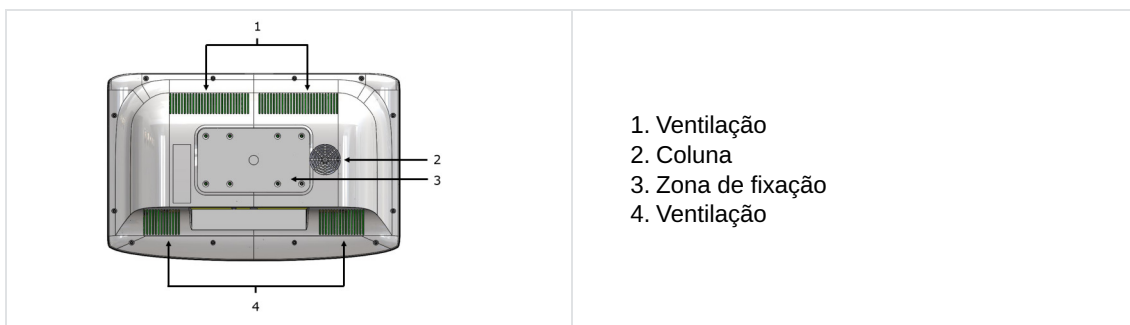 1
2
3
4
1. Ventilação
2. Coluna
3. Zona de fixação
4. Ventilação